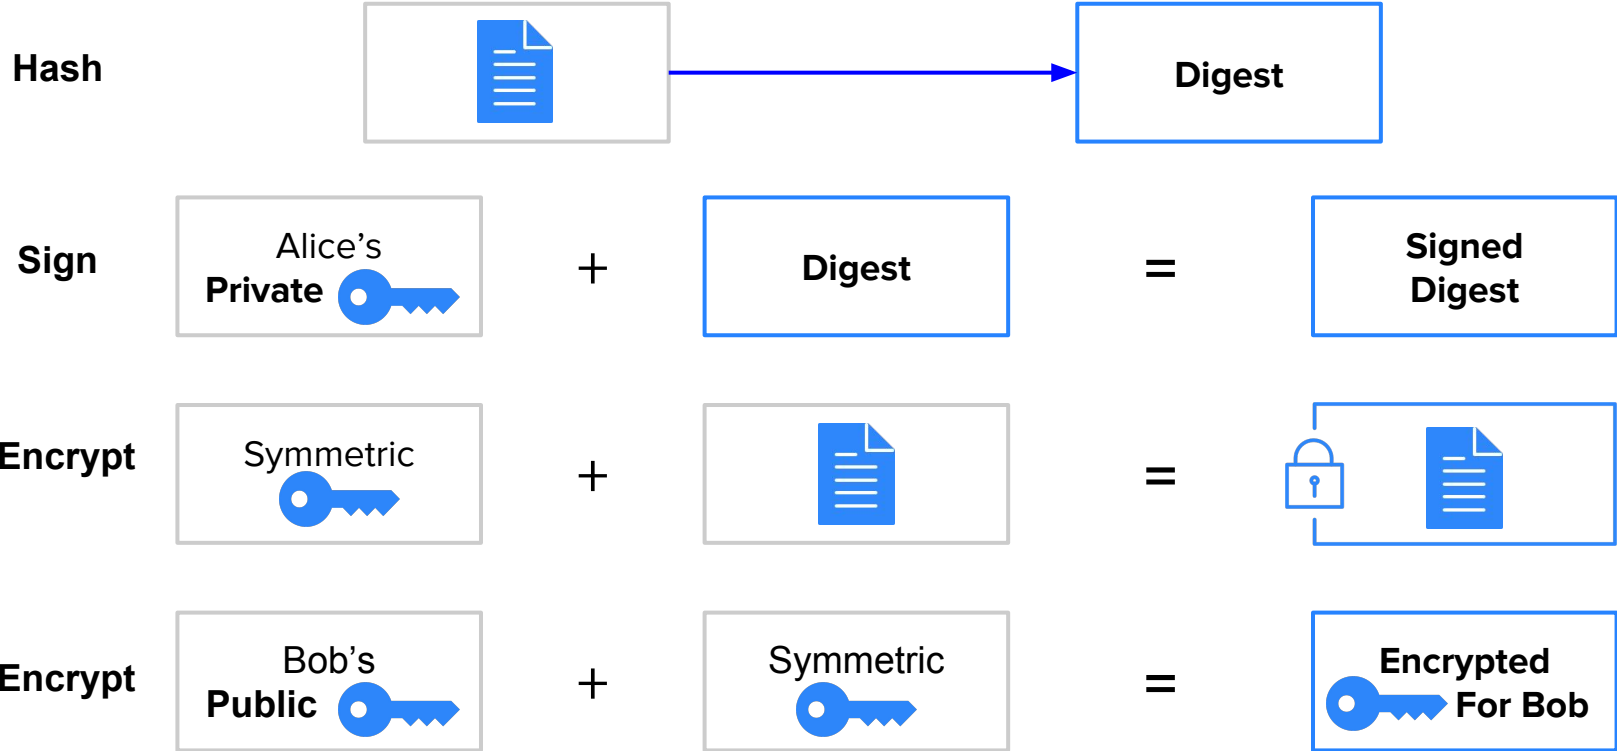 Hash
Digest
Sign
Alice's
Private
+
Digest
=
Signed
Digest
Encrypt
Symmetric
+
=
Encrypt
Bob's
Public
+
Symmetric
=
Encrypted
For Bob